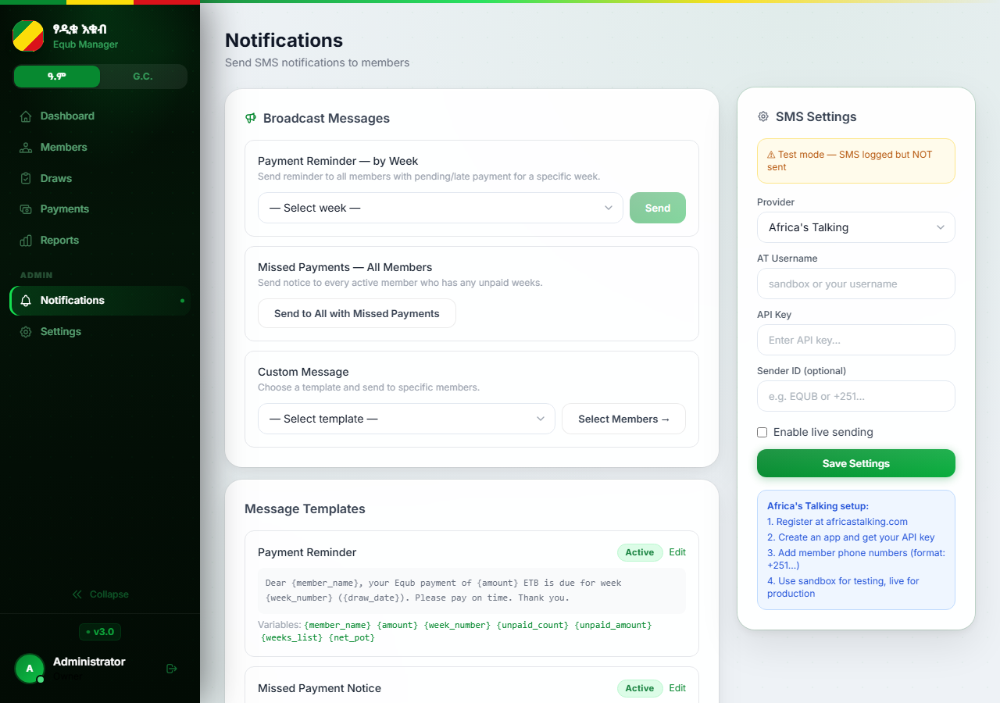 ፃዲቁ እቁብ
Equb Manager
ዓ.ም
G.C.
Dashboard
Members
Draws
Payments
Reports
ADMIN
Notifications
Settings
Collapse
v3.0
A
Administrator
Owner
Notifications
Send SMS notifications to members
Broadcast Messages
Payment Reminder — by Week
Send reminder to all members with pending/late payment for a specific week.
— Select week —
Send
Missed Payments — All Members
Send notice to every active member who has any unpaid weeks.
Send to All with Missed Payments
Custom Message
Choose a template and send to specific members.
— Select template —
Select Members →
Message Templates
Payment Reminder
Active
Edit
Dear {member_name}, your Equb payment of {amount} ETB is due for week
{week_number} ({draw_date}). Please pay on time. Thank you.
Variables: {member_name} {amount} {week_number} {unpaid_count} {unpaid_amount}
{weeks_list} {net_pot}
Missed Payment Notice
Active
Edit
SMS Settings
⚠ Test mode — SMS logged but NOT
sent
Provider
Africa's Talking
AT Username
sandbox or your username
API Key
Enter API key...
Sender ID (optional)
e.g. EQUB or +251...
Enable live sending
Save Settings
Africa's Talking setup:
1. Register at africastalking.com
2. Create an app and get your API key
3. Add member phone numbers (format:
+251...)
4. Use sandbox for testing, live for
production